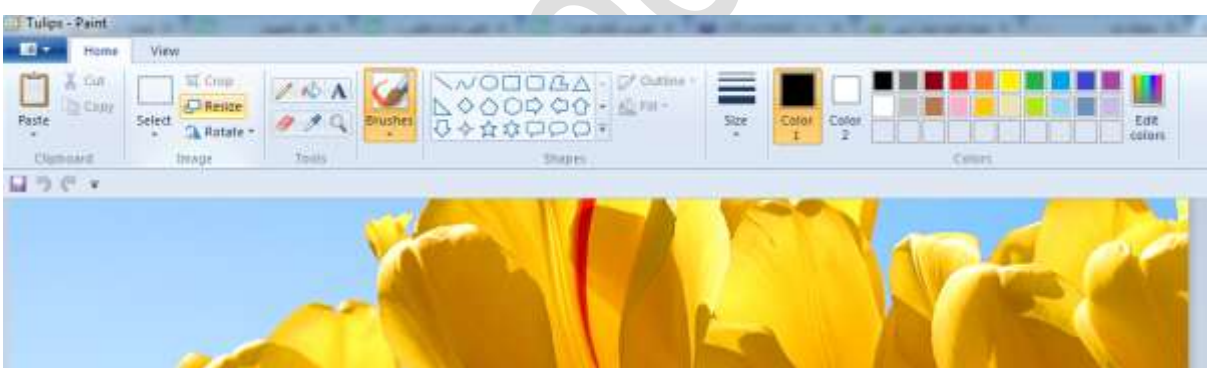 Tulips - Paint
Home View
Cut
Copy
Paste
Clipboard
Select
Crop
Resize
Rotate
Image
A
Tools
Brushes
Outline
Fill
Shapes
Size
Color 1
Color 2
Edit colors
Colors